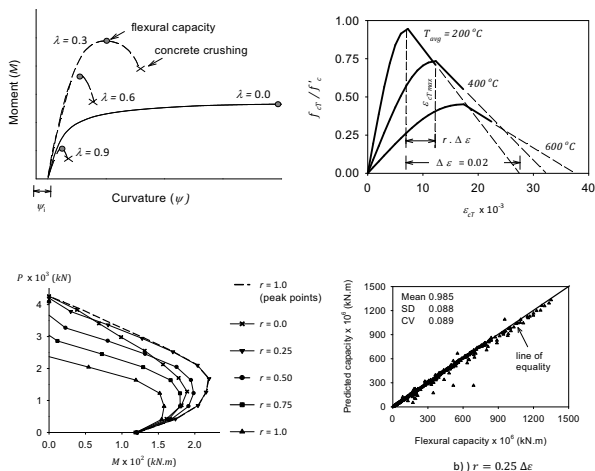 flexural capacity
λ = 0.3
concrete crushing
λ = 0.0
λ = 0.6
λ = 0.9
Moment (M)
Curvature (ψ)
ψi
1.00
0.75
0.50
0.25
0.00
f cT / f'c
Tavg = 200°C
400°C
600°C
εcT max
r . Δ ε
Δ ε = 0.02
0 10 20 30 40
εcT x 10-3
P x 10³ (kN)
4
3
2
1
0
0.0 0.5 1.0 1.5 2.0
M x 10² (kN.m)
r = 1.0
(peak points)
r = 0.0
r = 0.25
r = 0.50
r = 0.75
r = 1.0
1500
1200
900
600
300
0
Predicted capacity x 10⁶ (kN.m)
Mean 0.985
SD 0.088
CV 0.089
line of
equality
0 300 600 900 1200 1500
Flexural capacity x 10⁶ (kN.m)
b) ) r = 0.25 Δε